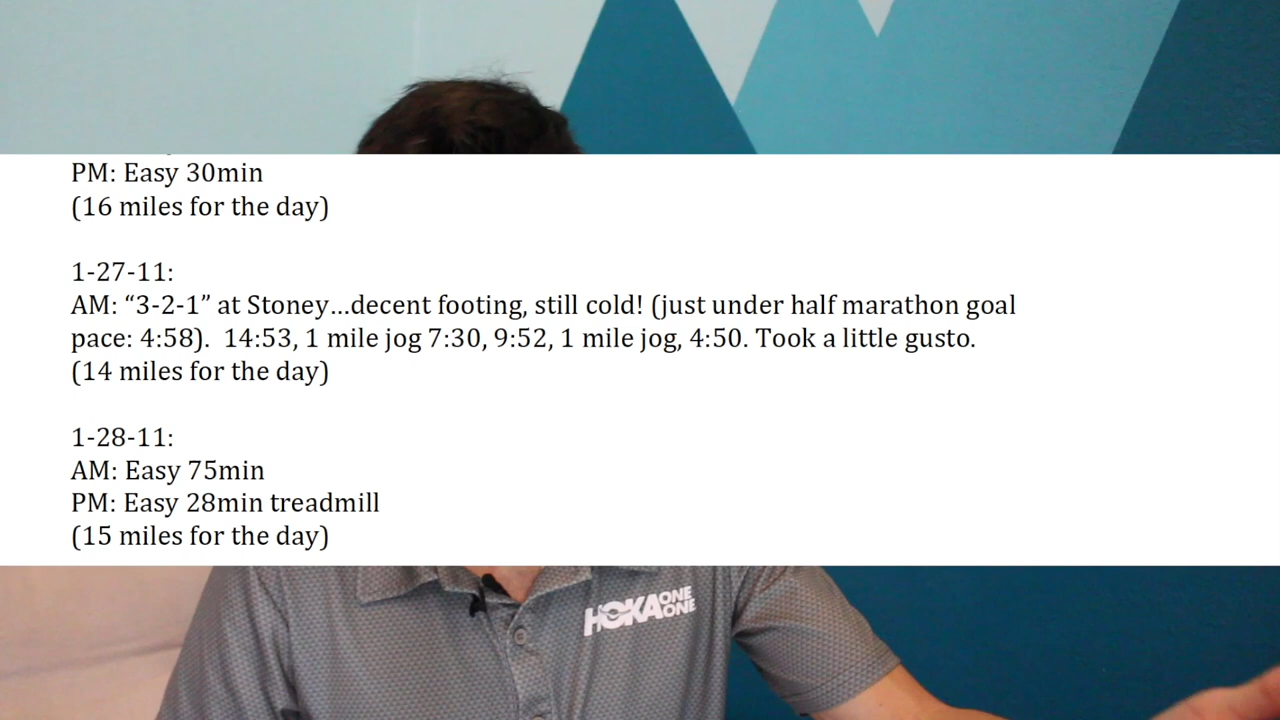 PM: Easy 30min
(16 miles for the day)
1-27-11:
AM: “3-2-1” at Stoney…decent footing, still cold! (just under half marathon goal
pace: 4:58).  14:53, 1 mile jog 7:30, 9:52, 1 mile jog, 4:50. Took a little gusto.
(14 miles for the day)
1-28-11:
AM: Easy 75min
PM: Easy 28min treadmill
(15 miles for the day)
HOKA ONE
ONE